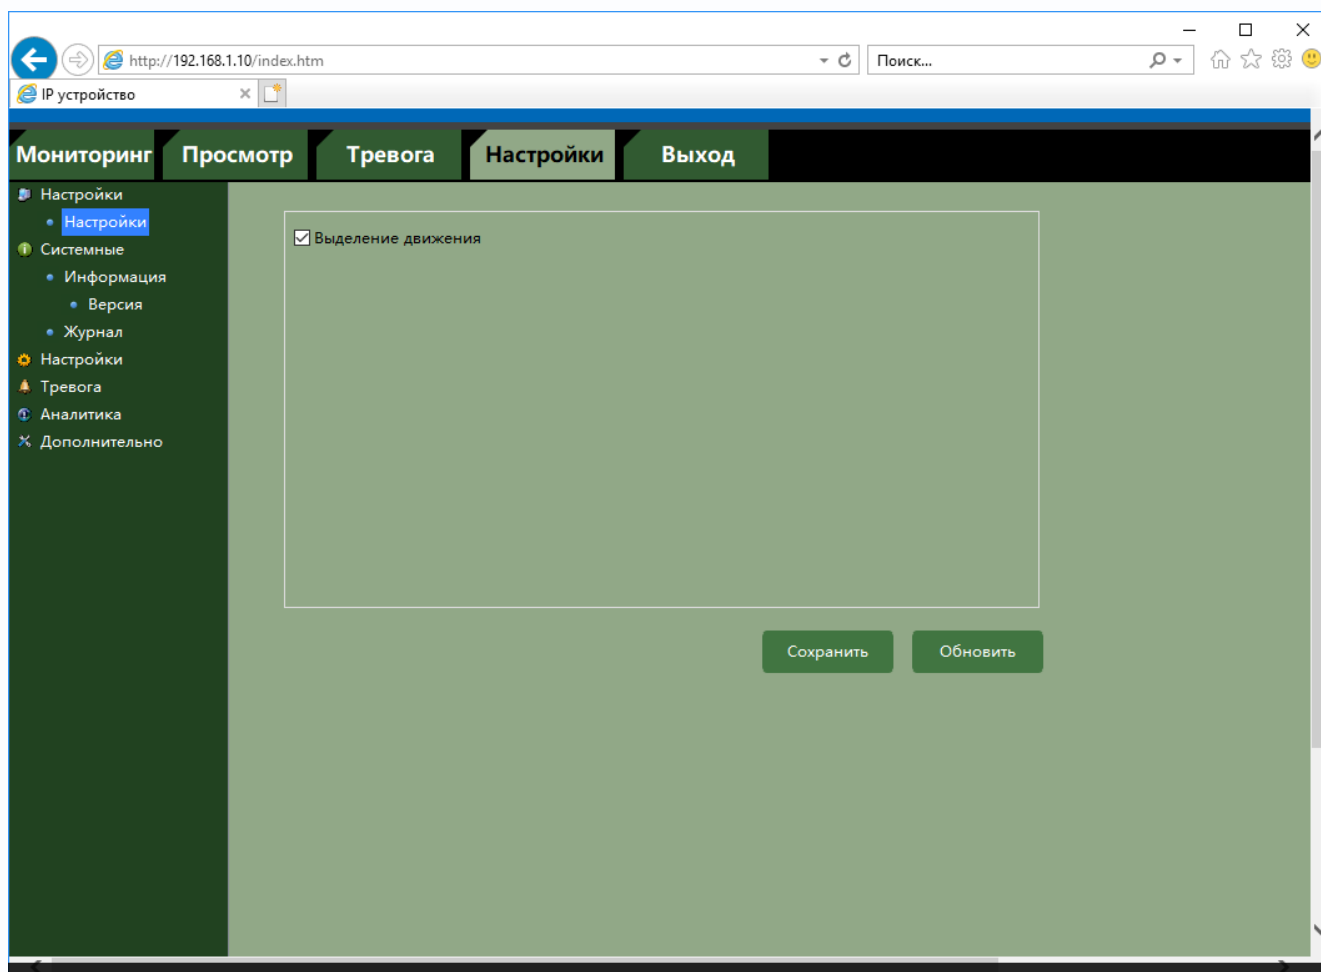 http://192.168.1.10/index.htm
Поиск...
IP устройство
Мониторинг Просмотр Тревога Настройки Выход
Настройки
Настройки
Системные
Информация
Версия
Журнал
Настройки
Тревога
Аналитика
Дополнительно
Выделение движения
Сохранить Обновить